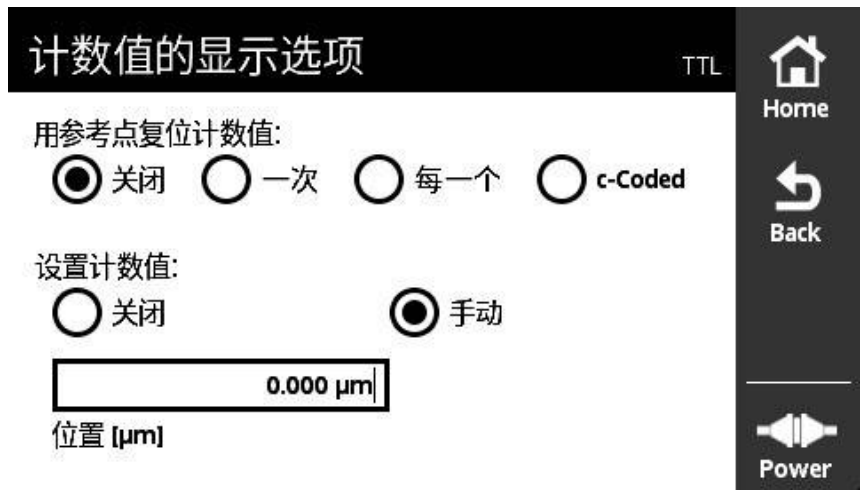 计数值的显示选项
TTL
Home
用参考点复位计数值:
关闭 一次 每一个 c-Coded
Back
设置计数值:
关闭 手动
0.000 µm
位置 [µm]
Power